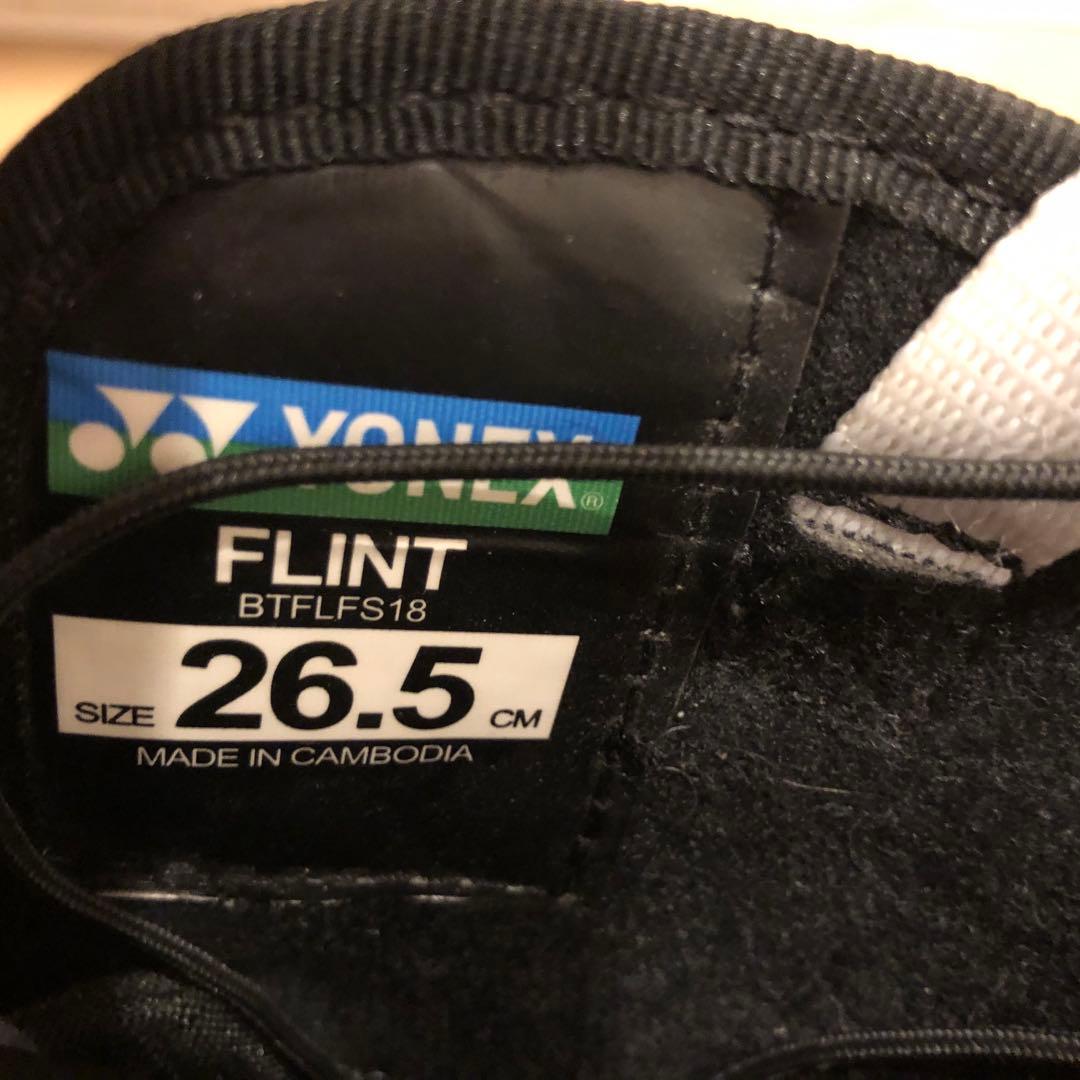 YONEX®
FLINT
BTFLFS18
SIZE 26.5 CM
MADE IN CAMBODIA